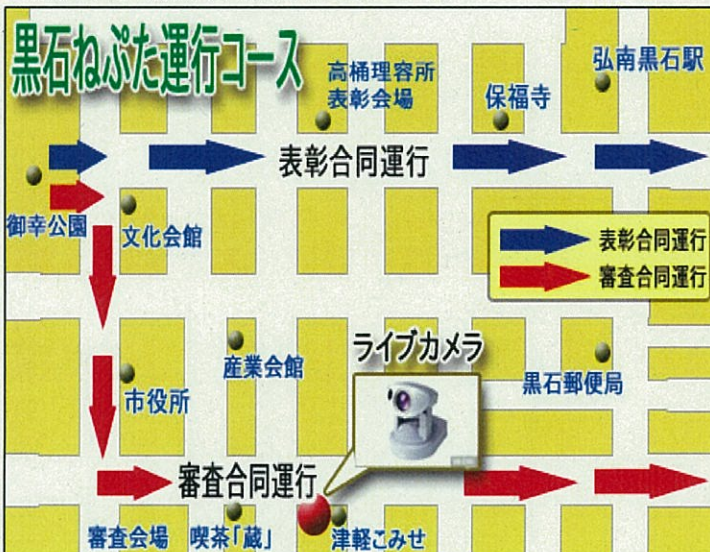 黒石ねぷた運行コース
高桶理容所
表彰会場
保福寺
弘南黒石駅
表彰合同運行
御幸公園
文化会館
表彰合同運行
審査合同運行
ライブカメラ
産業会館
黒石郵便局
市役所
審査合同運行
審査会場
喫茶「蔵」
津軽こみせ